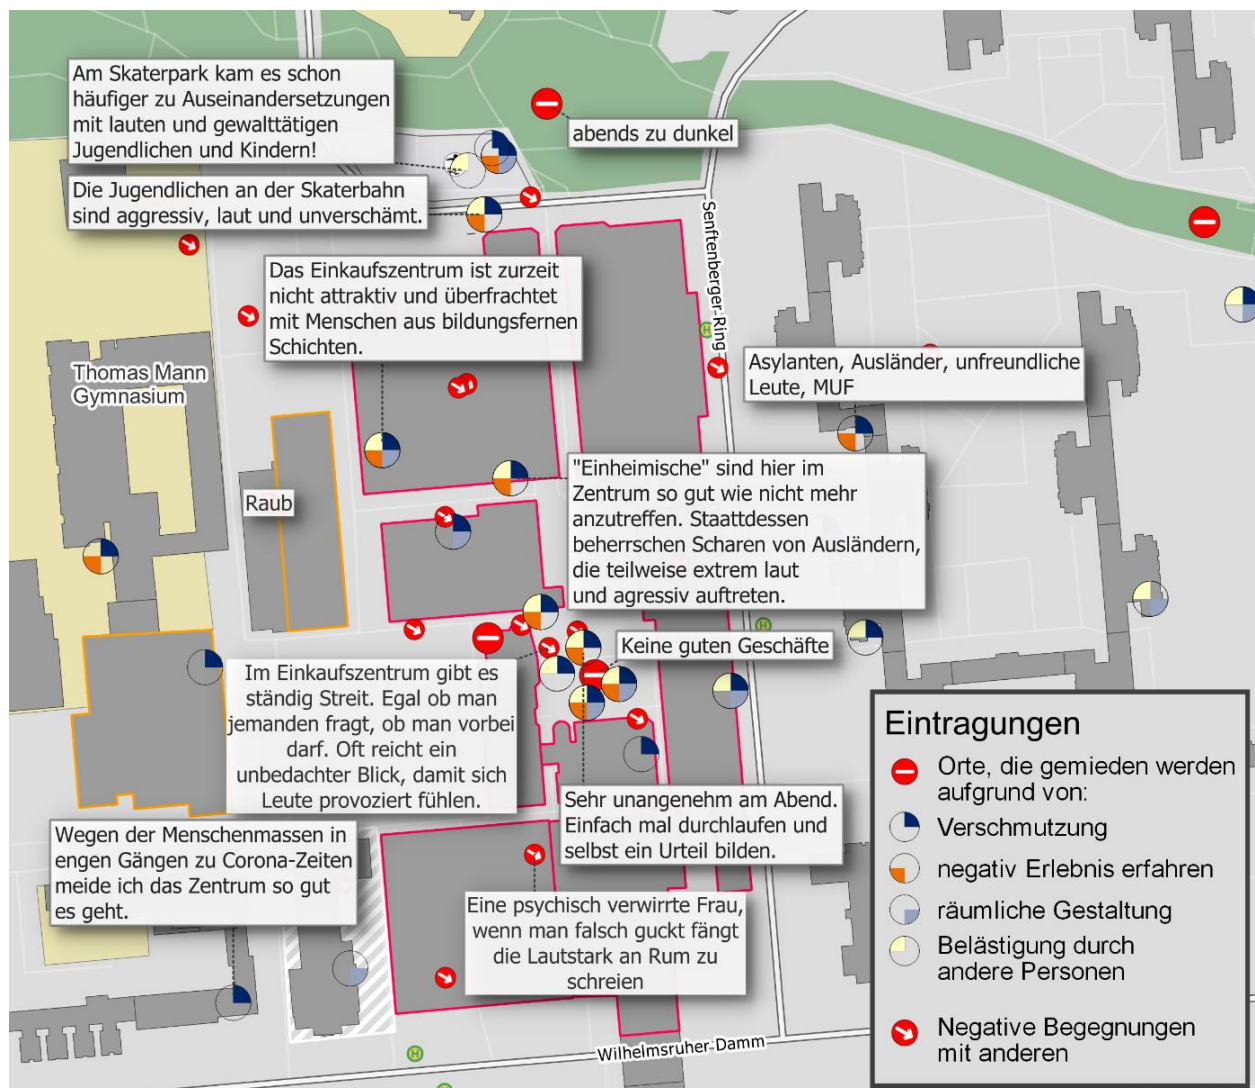 Am Skaterpark kam es schon
häufiger zu Auseinandersetzungen
mit lauten und gewalttätigen
Jugendlichen und Kindern!
abends zu dunkel
Die Jugendlichen an der Skaterbahn
sind aggressiv, laut und unverschämt.
Senftenberger-Ring
Das Einkaufszentrum ist zurzeit
nicht attraktiv und überfrachtet
mit Menschen aus bildungsfernen
Schichten.
H
Asylanten, Ausländer, unfreundliche
Leute, MUF
Thomas Mann
Gymnasium
"Einheimische" sind hier im
Zentrum so gut wie nicht mehr
anzutreffen. Staattdessen
beherrschen Scharen von Ausländern,
die teilweise extrem laut
und agressiv auftreten.
Raub
H
Keine guten Geschäfte
Im Einkaufszentrum gibt es
ständig Streit. Egal ob man
jemanden fragt, ob man vorbei
darf. Oft reicht ein
unbedachter Blick, damit sich
Leute provoziert fühlen.
Sehr unangenehm am Abend.
Einfach mal durchlaufen und
selbst ein Urteil bilden.
Wegen der Menschenmassen in
engen Gängen zu Corona-Zeiten
meide ich das Zentrum so gut
es geht.
Eine psychisch verwirrte Frau,
wenn man falsch guckt fängt
die Lautstark an Rum zu
schreien
Wilhelmsruher-Damm
H
H
Eintragungen
Orte, die gemieden werden
aufgrund von:
Verschmutzung
negativ Erlebnis erfahren
räumliche Gestaltung
Belästigung durch
andere Personen
Negative Begegnungen
mit anderen